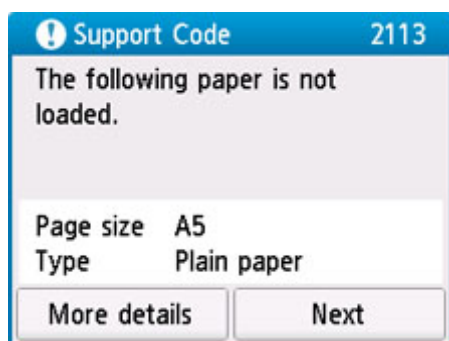 Support Code 2113
The following paper is not
loaded.
Page size A5
Type Plain paper
More details Next